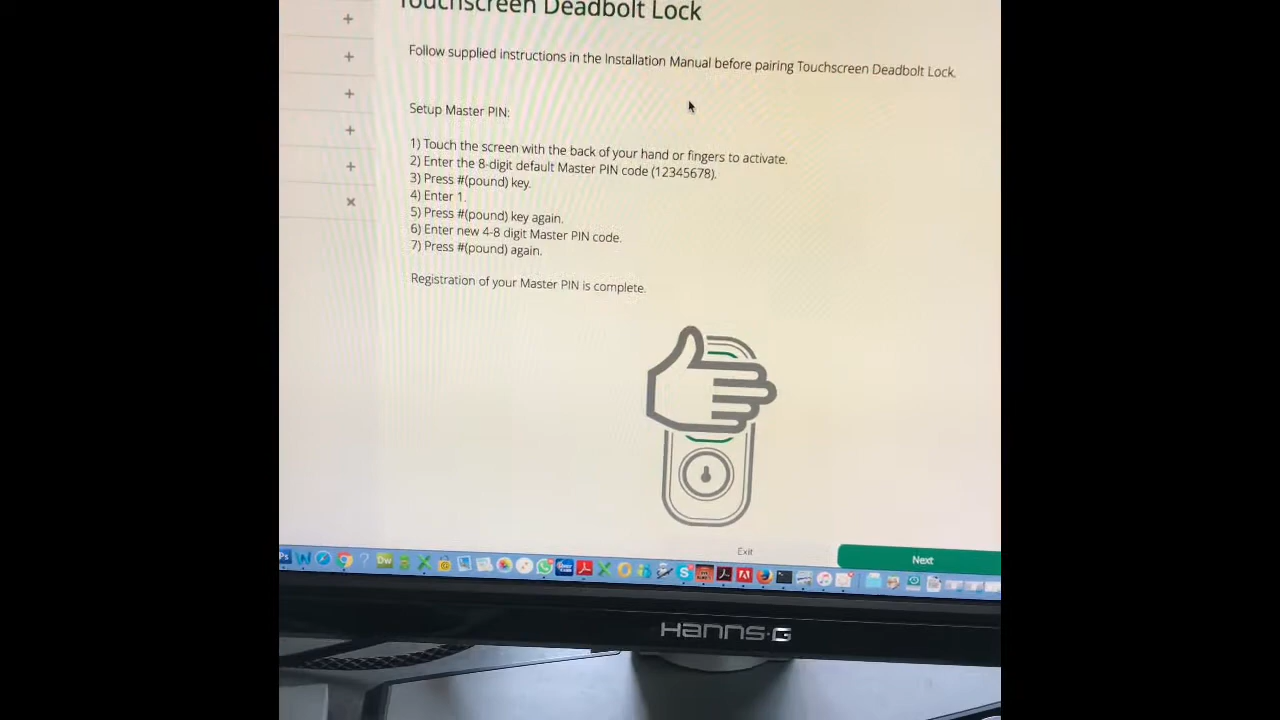 Touchscreen Deadbolt Lock
Follow supplied instructions in the Installation Manual before pairing Touchscreen Deadbolt Lock.
Setup Master PIN:
1) Touch the screen with the back of your hand or fingers to activate.
2) Enter the 8-digit default Master PIN code (12345678).
3) Press #(pound) key.
4) Enter 1.
5) Press #(pound) key again.
6) Enter new 4-8 digit Master PIN code.
7) Press #(pound) again.
Registration of your Master PIN is complete.
Exit
Next
Ps
Dw
HANNS·G